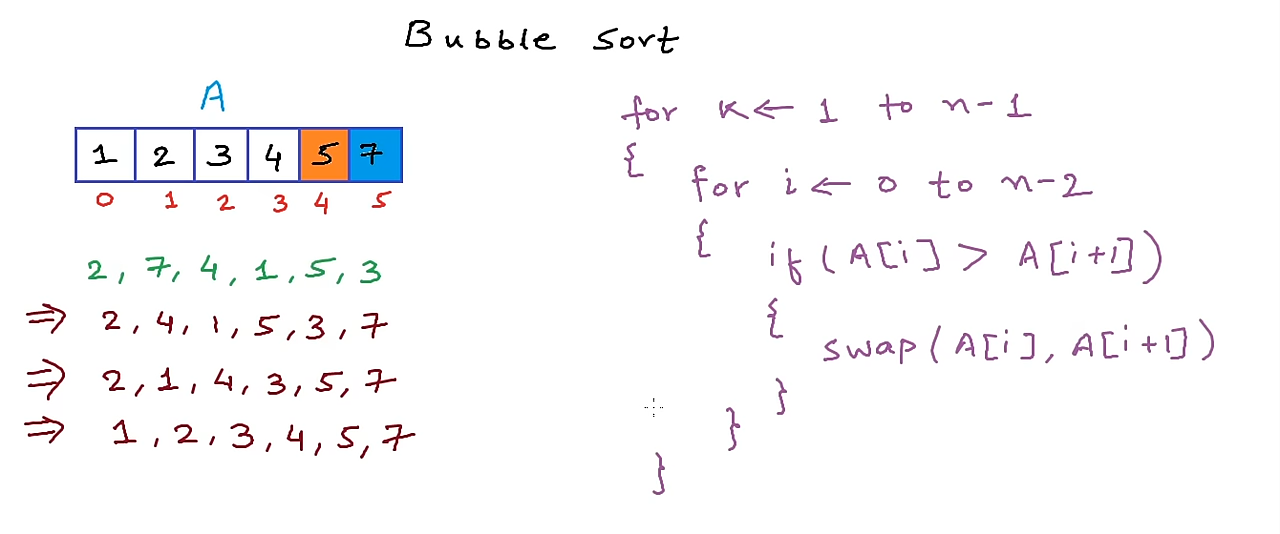 Bubble Sort
A
1 2 3 4 5 7
0 1 2 3 4 5
2, 7, 4, 1, 5, 3
⇒ 2, 4, 1, 5, 3, 7
⇒ 2, 1, 4, 3, 5, 7
⇒ 1, 2, 3, 4, 5, 7
for k ← 1 to n-1
{
for i ← 0 to n-2
{
if (A[i] > A[i+1])
{
swap(A[i], A[i+1])
}
}
}